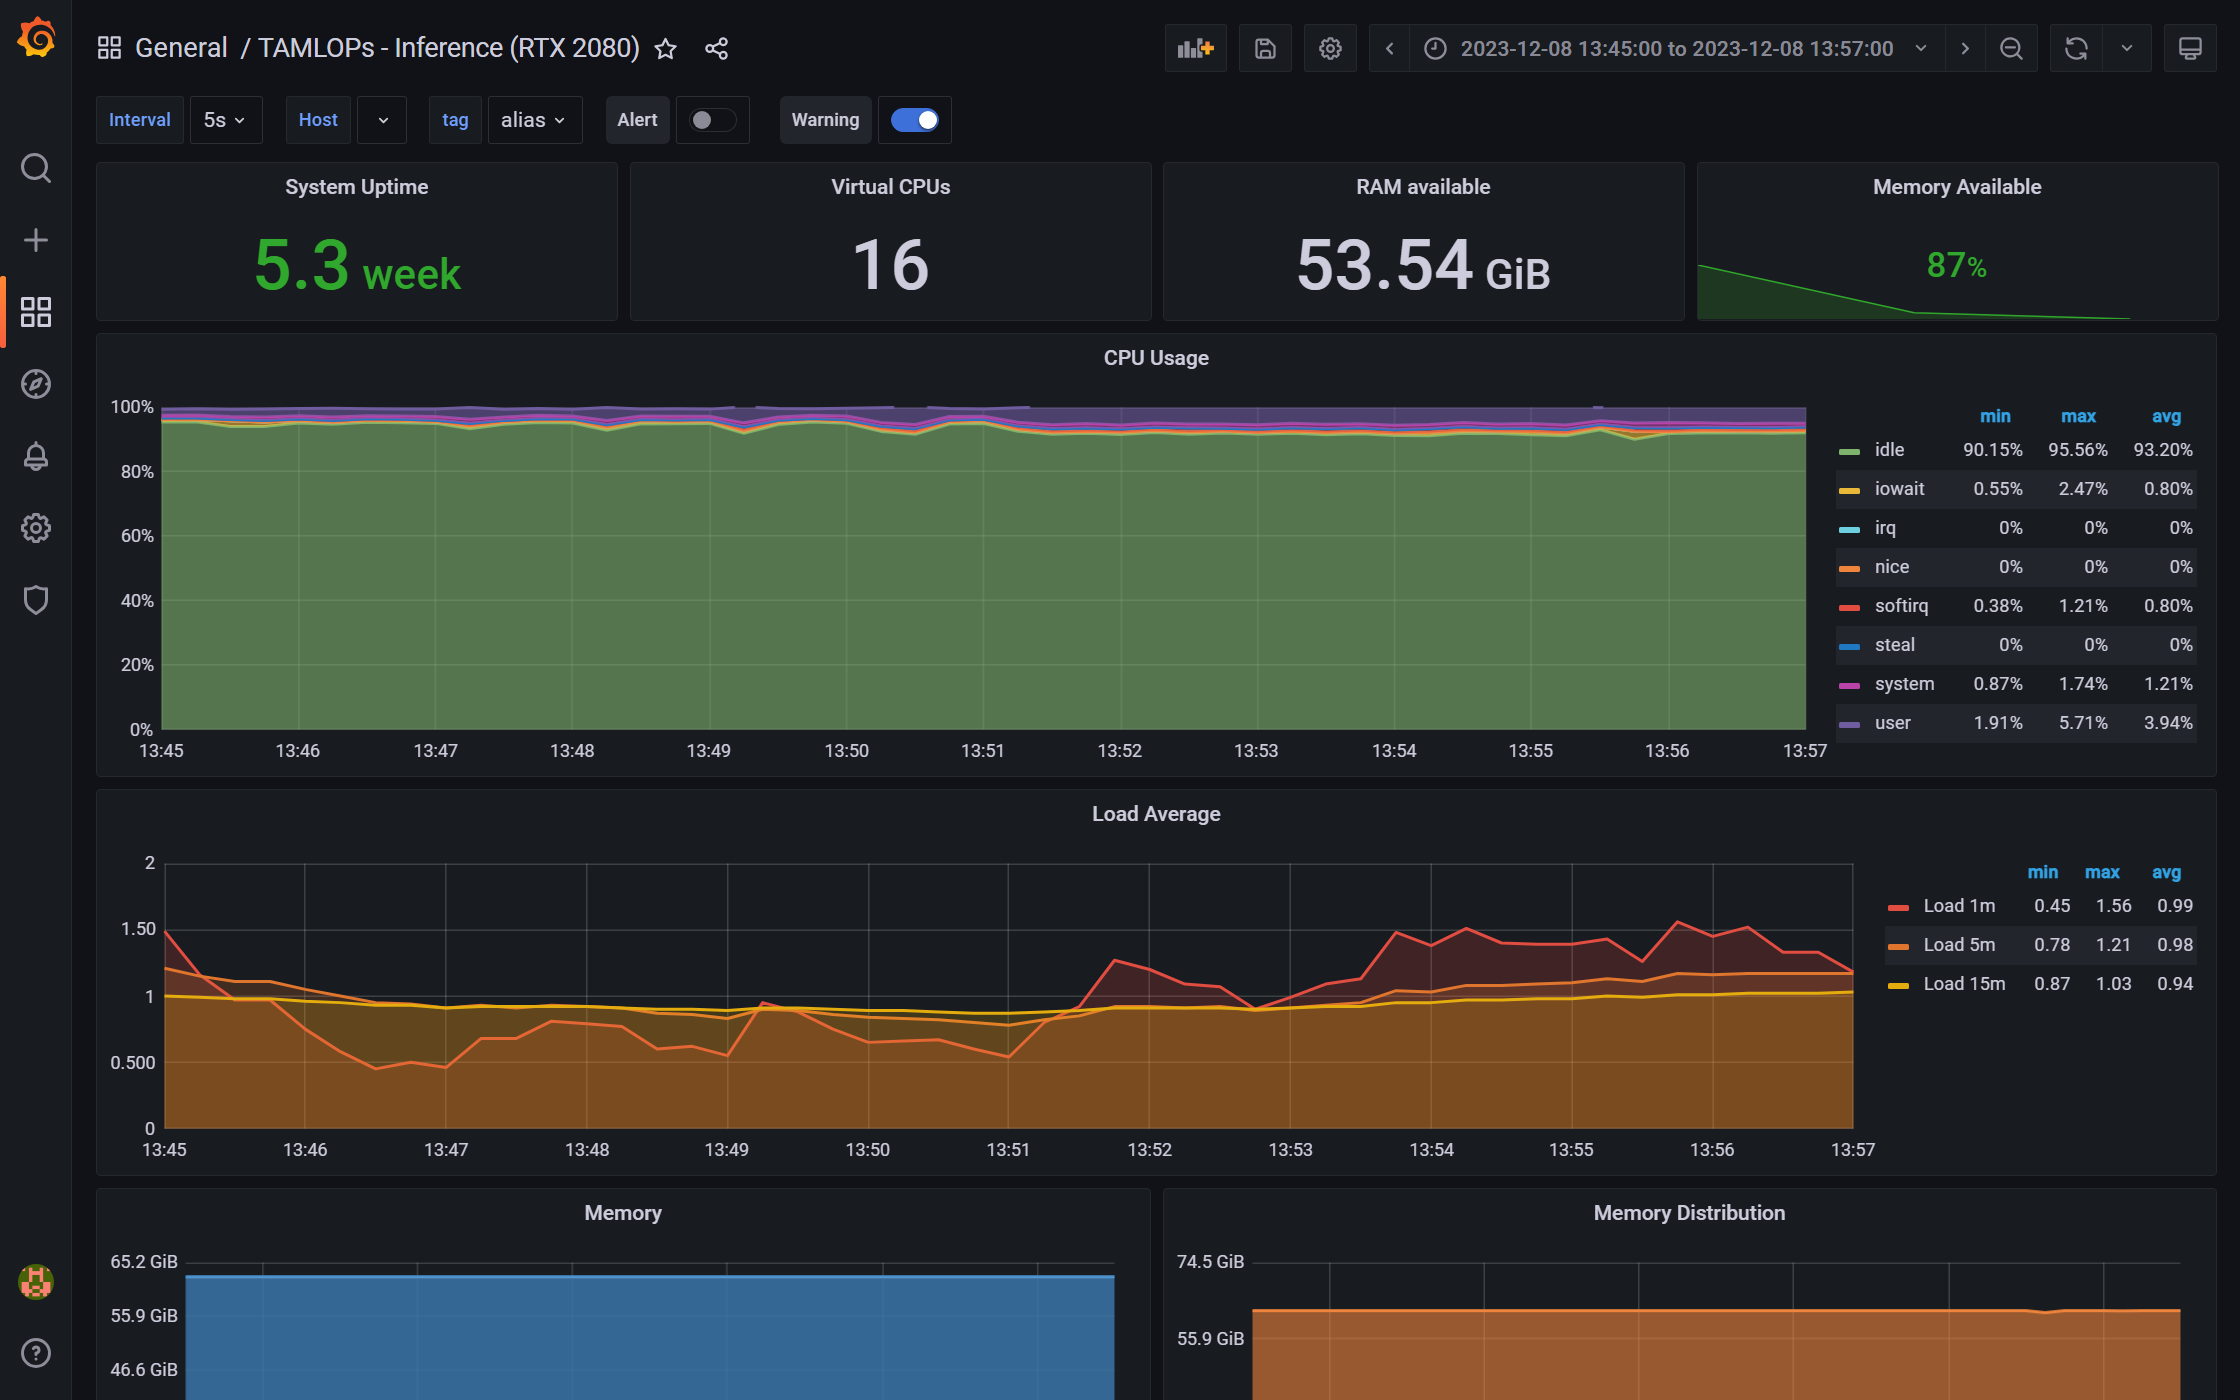 General / TAMLOPs - Inference (RTX 2080)
2023-12-08 13:45:00 to 2023-12-08 13:57:00
Interval 5s Host tag alias Alert Warning
System Uptime
5.3 week
Virtual CPUs
16
RAM available
53.54 GiB
Memory Available
87%
CPU Usage
100%
80%
60%
40%
20%
0%
13:45 13:46 13:47 13:48 13:49 13:50 13:51 13:52 13:53 13:54 13:55 13:56 13:57
min max avg
idle 90.15% 95.56% 93.20%
iowait 0.55% 2.47% 0.80%
irq 0% 0% 0%
nice 0% 0% 0%
softirq 0.38% 1.21% 0.80%
steal 0% 0% 0%
system 0.87% 1.74% 1.21%
user 1.91% 5.71% 3.94%
Load Average
2
1.50
1
0.500
0
13:45 13:46 13:47 13:48 13:49 13:50 13:51 13:52 13:53 13:54 13:55 13:56 13:57
min max avg
Load 1m 0.45 1.56 0.99
Load 5m 0.78 1.21 0.98
Load 15m 0.87 1.03 0.94
Memory
65.2 GiB
55.9 GiB
46.6 GiB
Memory Distribution
74.5 GiB
55.9 GiB